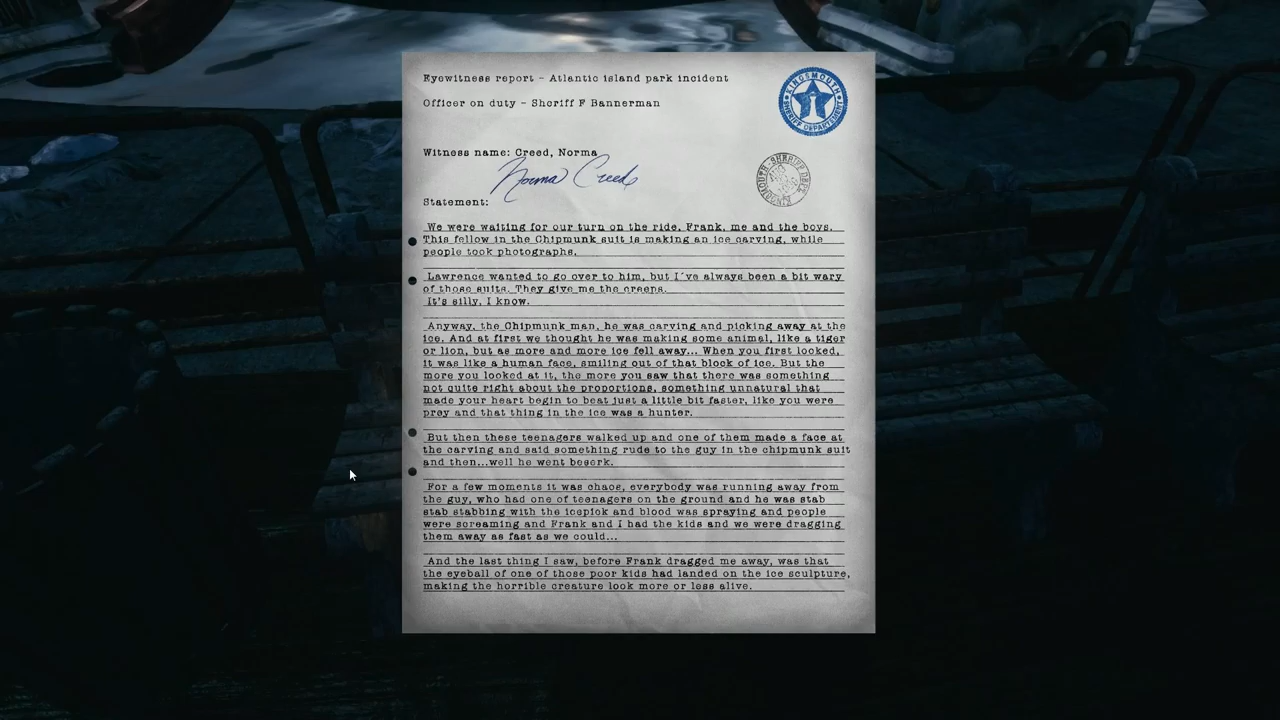 Eyewitness report - Atlantic island park incident
Officer on duty - Sheriff F Bannerman
KINGSMOUTH
SHERIFF DEPARTMENT
Witness name: Creed, Norma
Norma Creed
Statement:
We were waiting for our turn on the ride, Frank, me and the boys.
This fellow in the Chipmunk suit is making an ice carving, while
people took photographs.
Lawrence wanted to go over to him, but I´ve always been a bit wary
of those suits. They give me the creeps.
It's silly, I know.
Anyway, the Chipmunk man, he was carving and picking away at the
ice. And at first we thought he was making some animal, like a tiger
or lion, but as more and more ice fell away... When you first looked,
it was like a human face, smiling out of that block of ice. But the
more you looked at it, the more you saw that there was something
not quite right about the proportions, something unnatural that
made your heart begin to beat just a little bit faster, like you were
prey and that thing in the ice was a hunter.
But then these teenagers walked up and one of them made a face at
the carving and said something rude to the guy in the chipmunk suit
and then...well he went beserk.
For a few moments it was chaos, everybody was running away from
the guy, who had one of teenagers on the ground and he was stab
stab stabbing with the icepick and blood was spraying and people
were screaming and Frank and I had the kids and we were dragging
them away as fast as we could...
And the last thing I saw, before Frank dragged me away, was that
the eyeball of one of those poor kids had landed on the ice sculpture,
making the horrible creature look more or less alive.